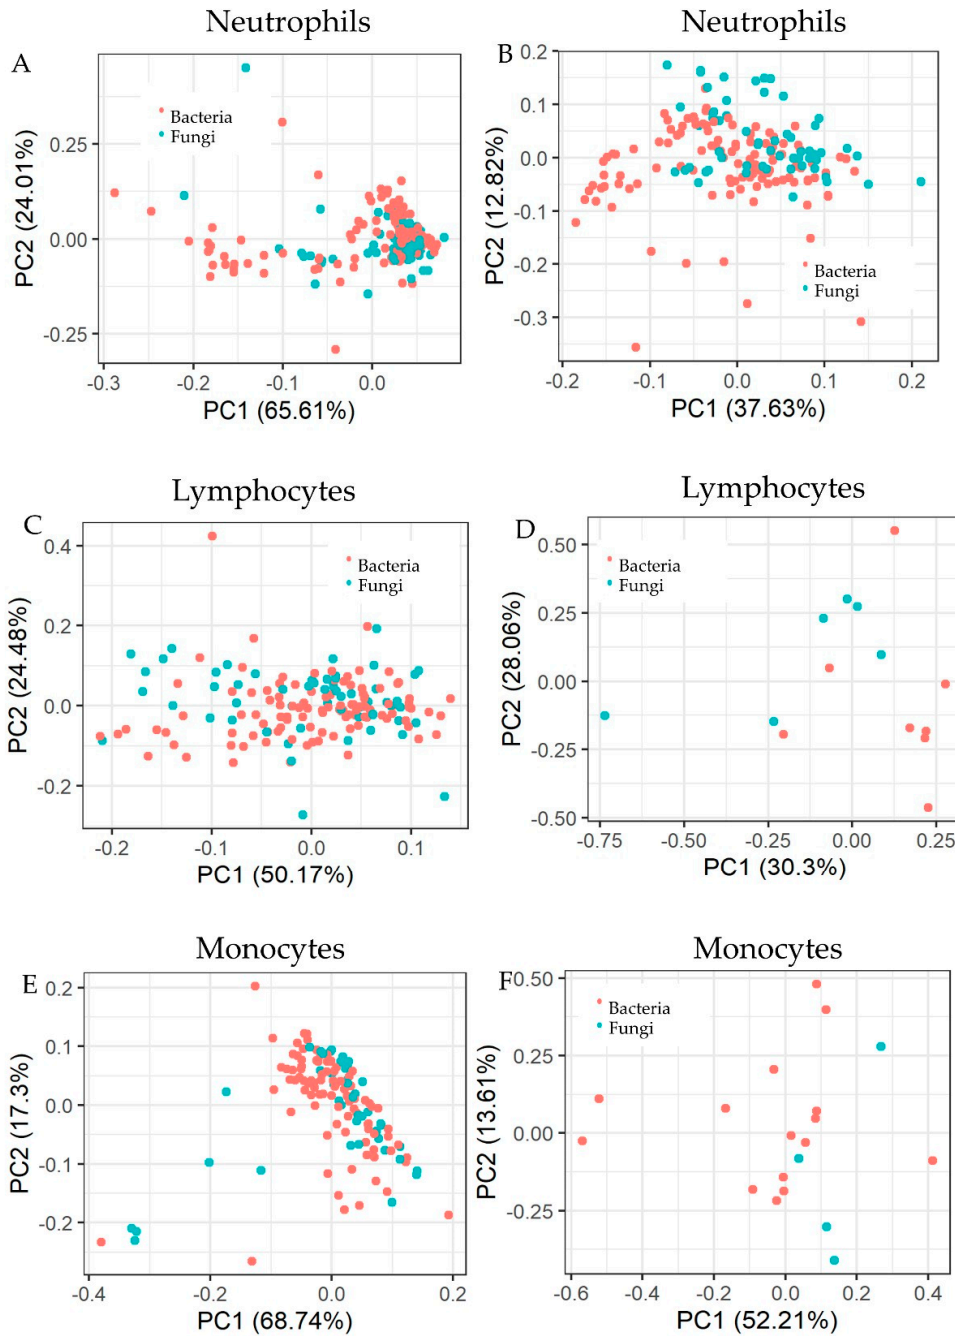 Neutrophils
A
Bacteria
Fungi
0.25
0.00
-0.25
PC2 (24.01%)
-0.3 -0.2 -0.1 0.0
PC1 (65.61%)
Neutrophils
B
0.2
0.1
0.0
-0.1
-0.2
-0.3
PC2 (12.82%)
Bacteria
Fungi
-0.2 -0.1 0.0 0.1 0.2
PC1 (37.63%)
Lymphocytes
C
Bacteria
Fungi
0.4
0.2
0.0
-0.2
PC2 (24.48%)
-0.2 -0.1 0.0 0.1
PC1 (50.17%)
Lymphocytes
D
Bacteria
Fungi
0.50
0.25
0.00
-0.25
-0.50
PC2 (28.06%)
-0.75 -0.50 -0.25 0.00 0.25
PC1 (30.3%)
Monocytes
E
0.2
0.1
0.0
-0.1
-0.2
PC2 (17.3%)
Bacteria
Fungi
-0.4 -0.2 0.0 0.2
PC1 (68.74%)
Monocytes
F
0.50
0.25
0.00
-0.25
PC2 (13.61%)
Bacteria
Fungi
-0.6 -0.4 -0.2 0.0 0.2 0.4
PC1 (52.21%)